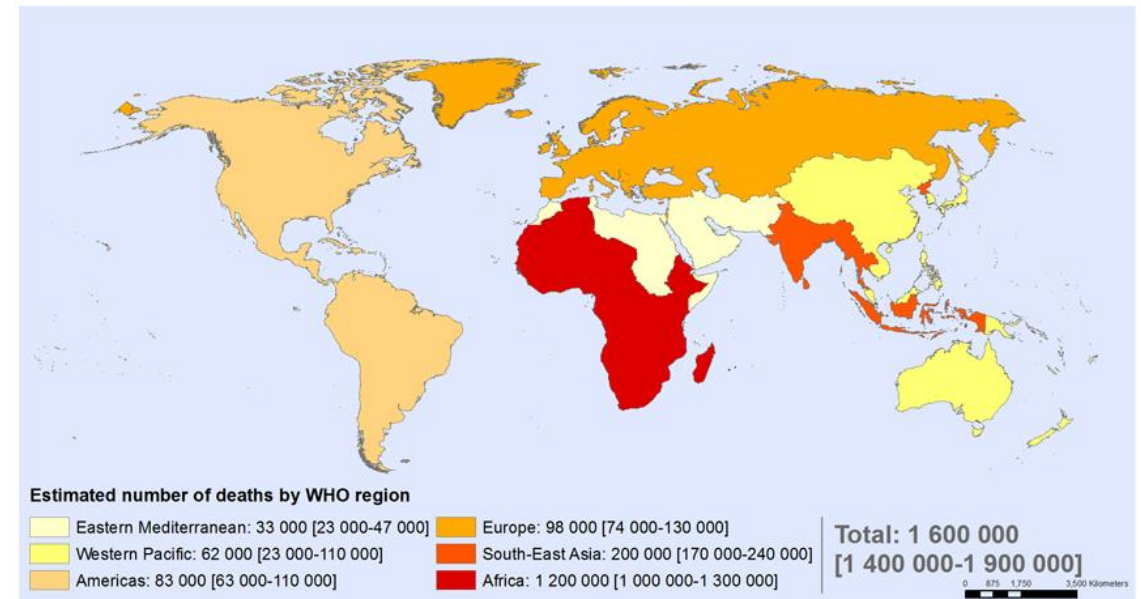 Estimated number of deaths by WHO region
Eastern Mediterranean: 33 000 [23 000-47 000]
Western Pacific: 62 000 [23 000-110 000]
Americas: 83 000 [63 000-110 000]
Europe: 98 000 [74 000-130 000]
South-East Asia: 200 000 [170 000-240 000]
Africa: 1 200 000 [1 000 000-1 300 000]
Total: 1 600 000
[1 400 000-1 900 000]
0 875 1,750 3,500 Kilometers